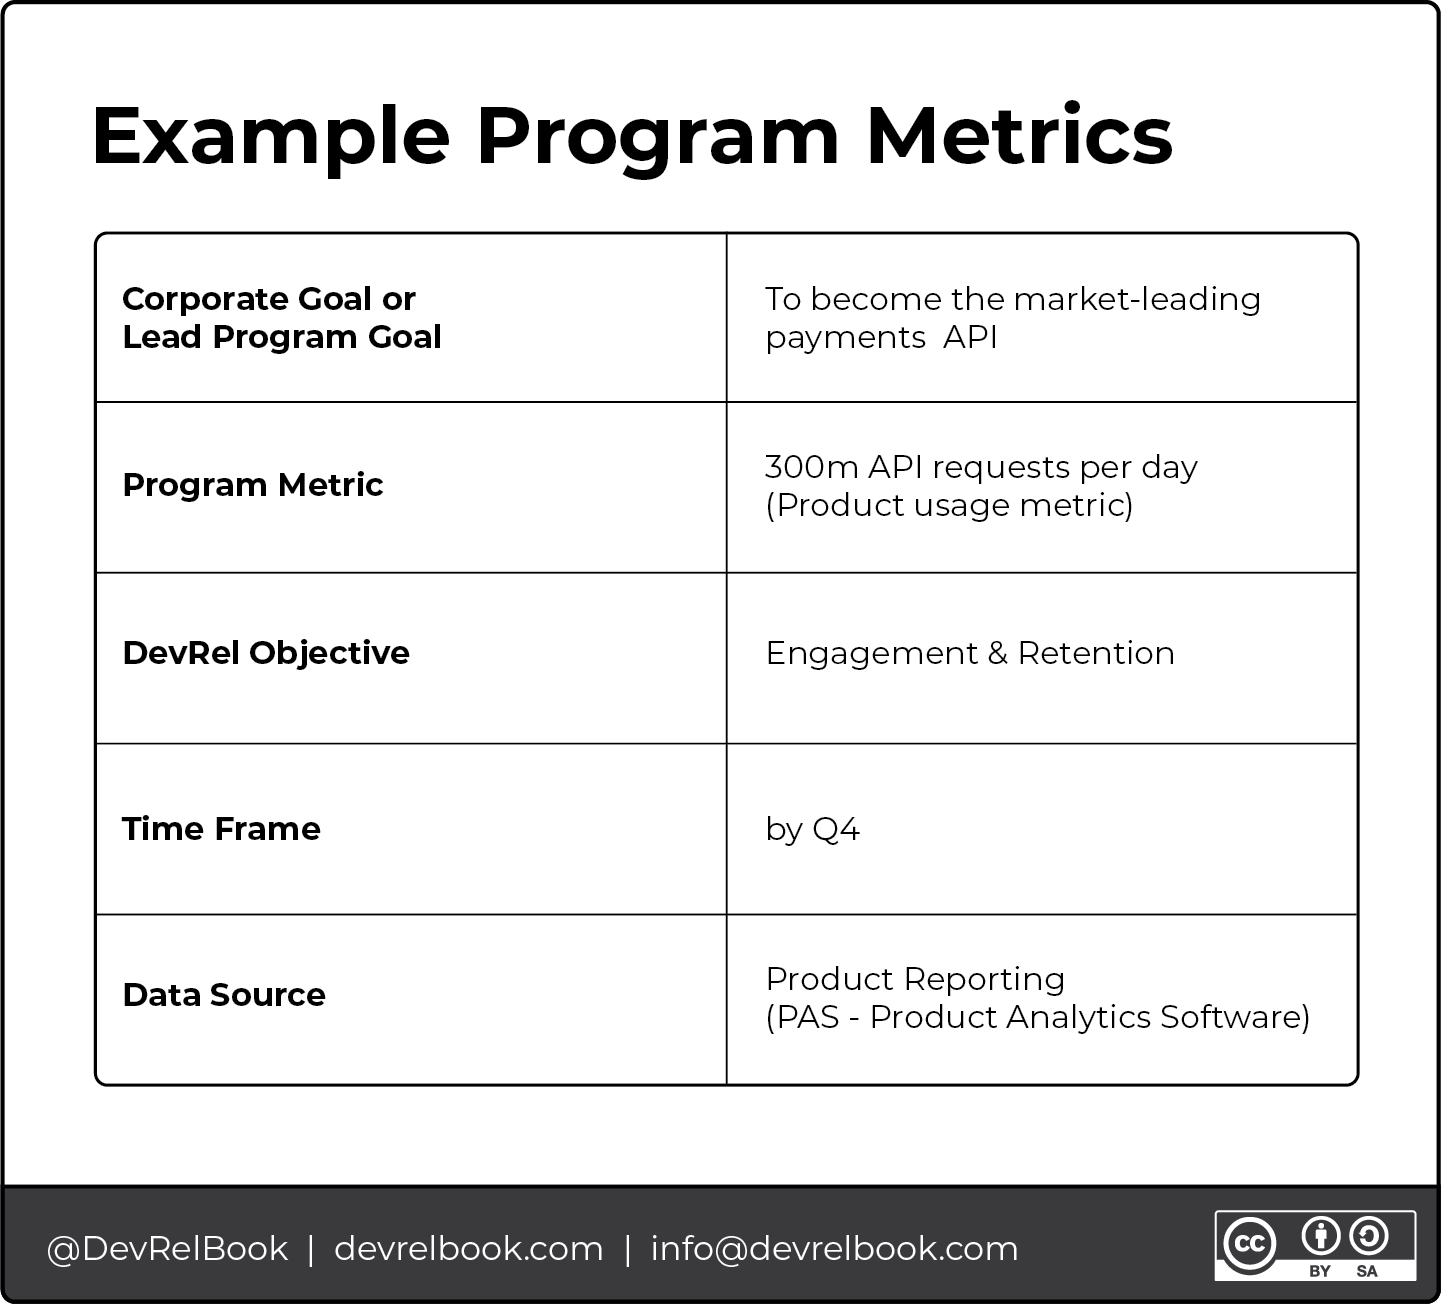 Example Program Metrics
Corporate Goal or
Lead Program Goal
To become the market-leading
payments  API
Program Metric
300m API requests per day
(Product usage metric)
DevRel Objective
Engagement & Retention
Time Frame
by Q4
Data Source
Product Reporting
(PAS - Product Analytics Software)
@DevRelBook | devrelbook.com | info@devrelbook.com
cc
BY SA